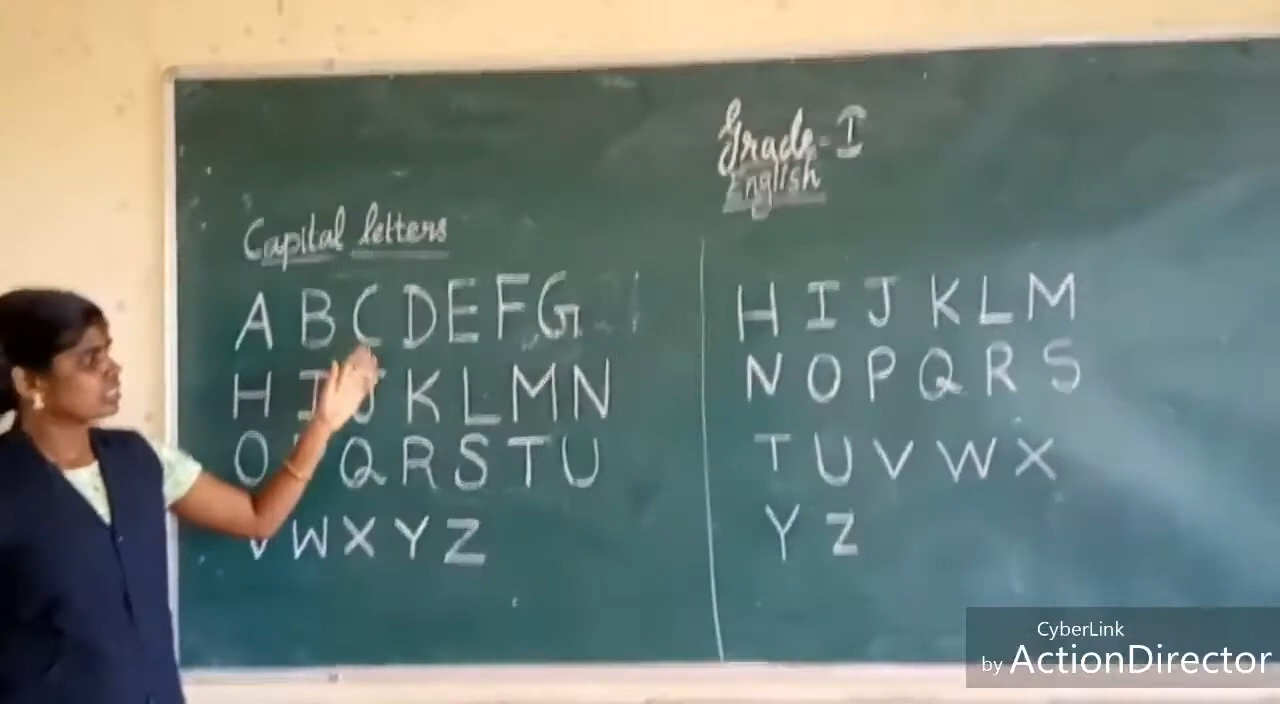 Grade-I
English
Capital letters
A B C D E F G
H I J K L M N
O Q R S T U
V W X Y Z
H I J K L M
N O P Q R S
T U V W X
Y Z
CyberLink
by ActionDirector